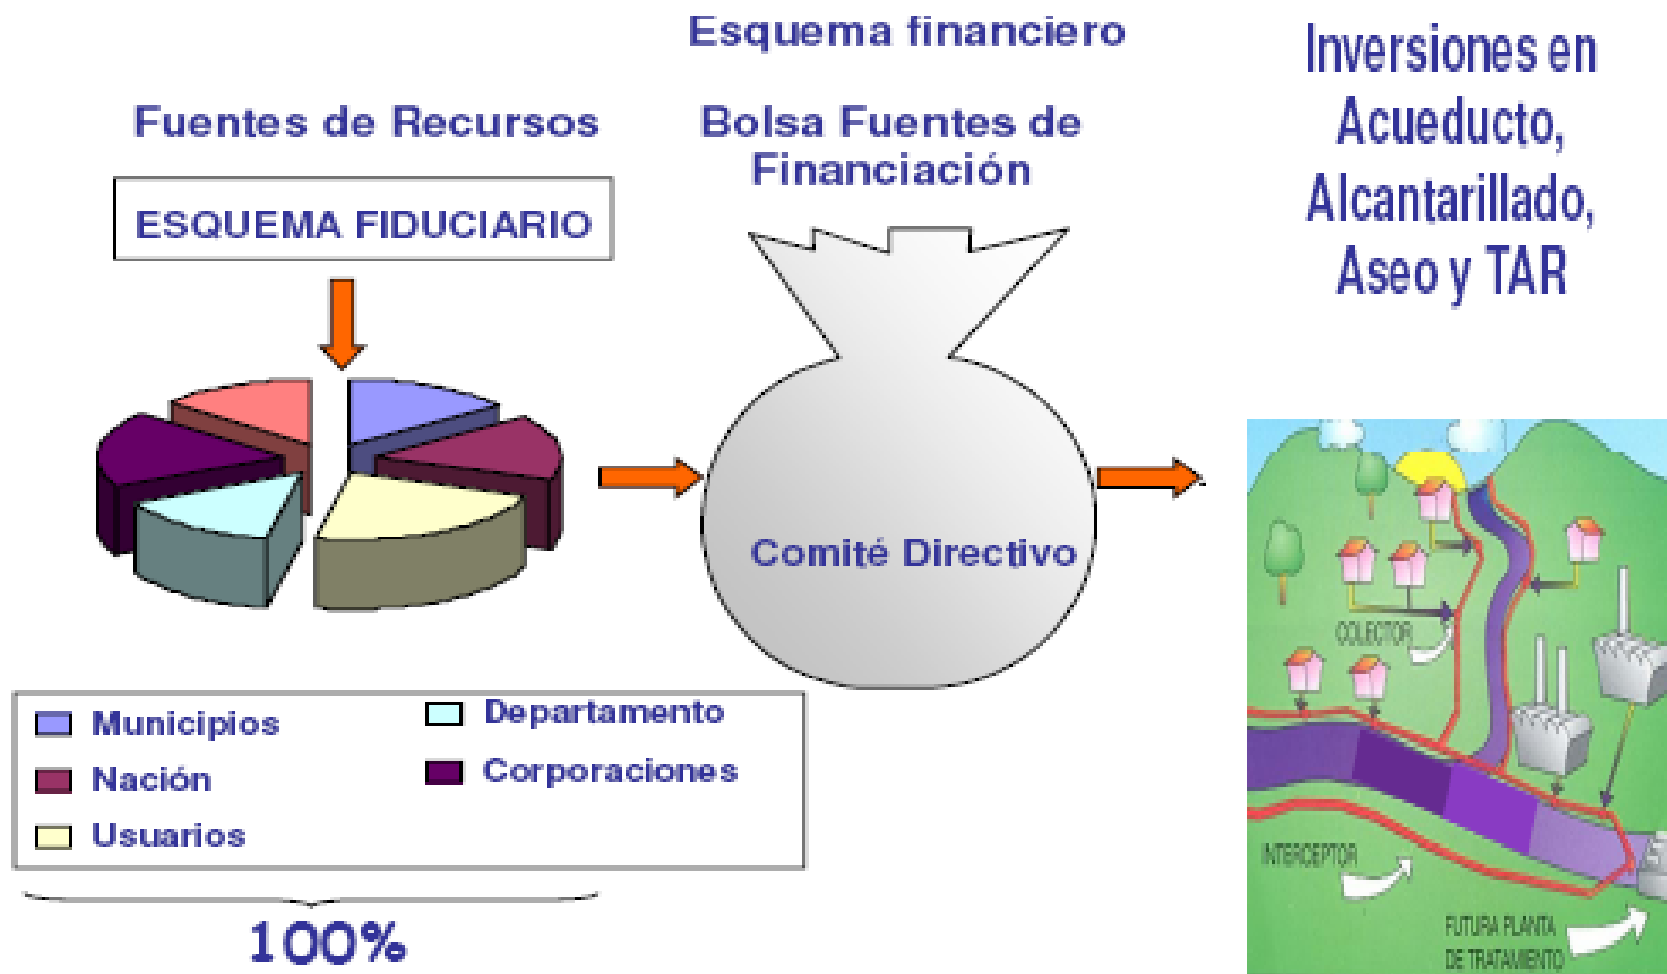 Esquema financiero
Fuentes de Recursos
ESQUEMA FIDUCIARIO
Bolsa Fuentes de
Financiación
Comité Directivo
Inversiones en
Acueducto,
Alcantarillado,
Aseo y TAR
Municipios
Nación
Usuarios
Departamento
Corporaciones
100%
COLECTOR
INTERCEPTOR
FUTURA PLANTA
DE TRATAMIENTO